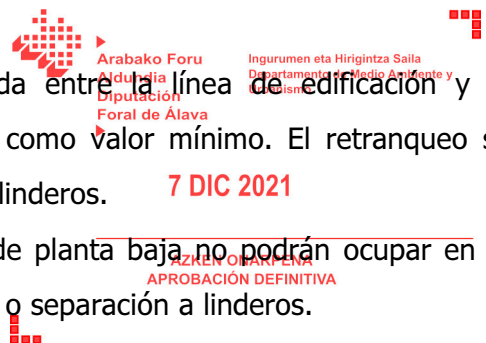 Arabako Foru
Aldundia
Diputación
Foral de Álava
Ingurumen eta Hirigintza Saila
Departamento de Medio Ambiente y
Urbanismo
da entre la línea de edificación y
como valor mínimo. El retranqueo s
linderos.
7 DIC 2021
de planta baja no podrán ocupar en
AZKEN ONARPENA
APROBACIÓN DEFINITIVA
o separación a linderos.